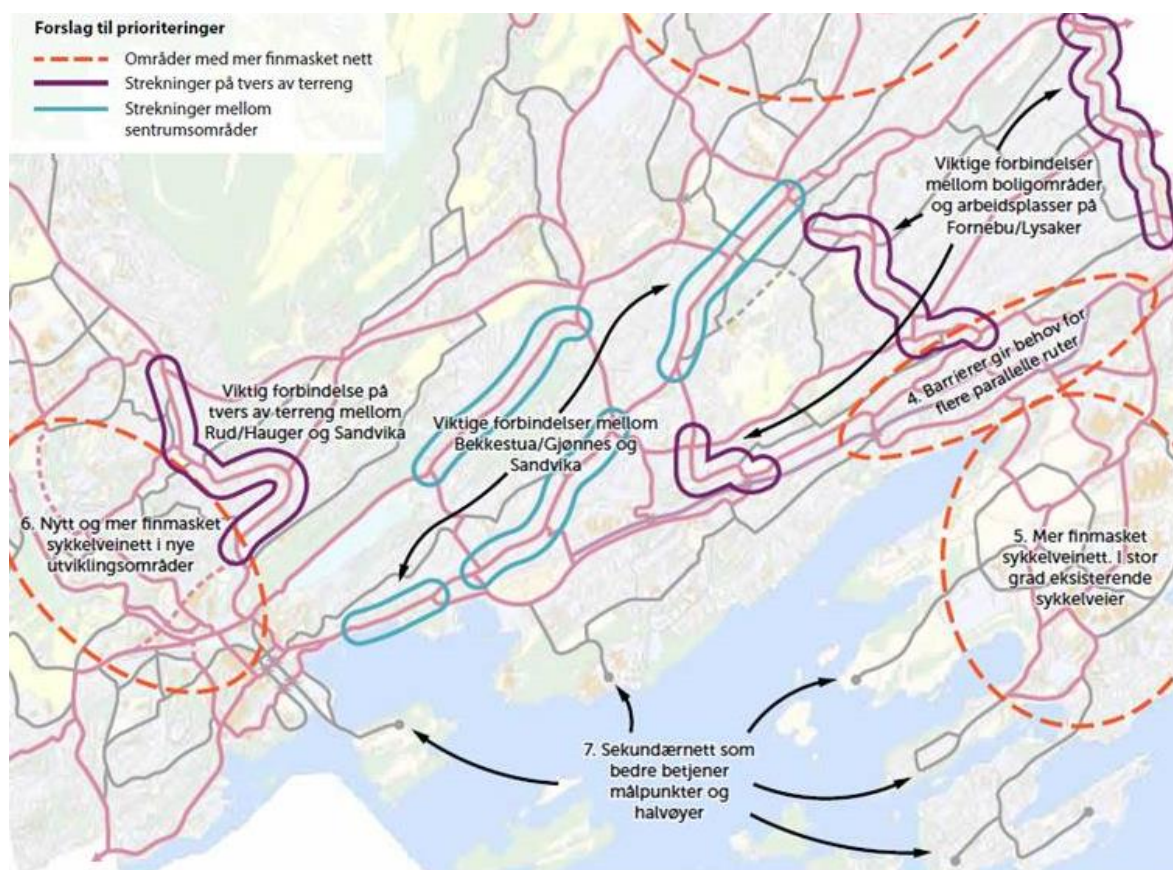 Forslag til prioriteringer
Områder med mer finmasket nett
Strekninger på tvers av terreng
Strekninger mellom
sentrumsområder
Viktige forbindelser
mellom boligområder
og arbeidsplasser på
Fornebu/Lysaker
4. Barrierer gir behov for
flere parallelle ruter
Viktig forbindelse på
tvers av terreng mellom
Rud/Hauger og Sandvika
Viktige forbindelser mellom
Bekkestua/Gjønnes og
Sandvika
6. Nytt og mer finmasket
sykkelveinett i nye
utviklingsområder
5. Mer finmasket
sykkelveinett. I stor
grad eksisterende
sykkelveier
7. Sekundærnett som
bedre betjener
målpunkter og
halvøyer